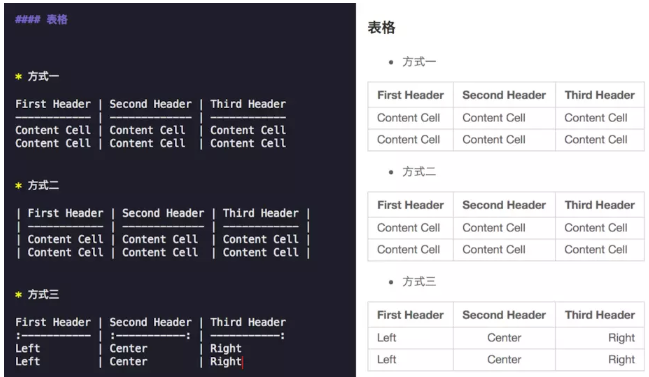 #### 表格
* 方式一
First Header | Second Header | Third Header
------------ | ------------- | ------------
Content Cell | Content Cell | Content Cell
Content Cell | Content Cell | Content Cell
* 方式二
| First Header | Second Header | Third Header |
| ------------ | ------------- | ------------ |
| Content Cell | Content Cell | Content Cell |
| Content Cell | Content Cell | Content Cell |
* 方式三
First Header | Second Header | Third Header
:----------- | :-----------: | -----------:
Left | Center | Right
Left | Center | Right
表格
• 方式一
First Header Second Header Third Header
Content Cell Content Cell Content Cell
Content Cell Content Cell Content Cell
• 方式二
First Header Second Header Third Header
Content Cell Content Cell Content Cell
Content Cell Content Cell Content Cell
• 方式三
First Header Second Header Third Header
Left Center Right
Left Center Right